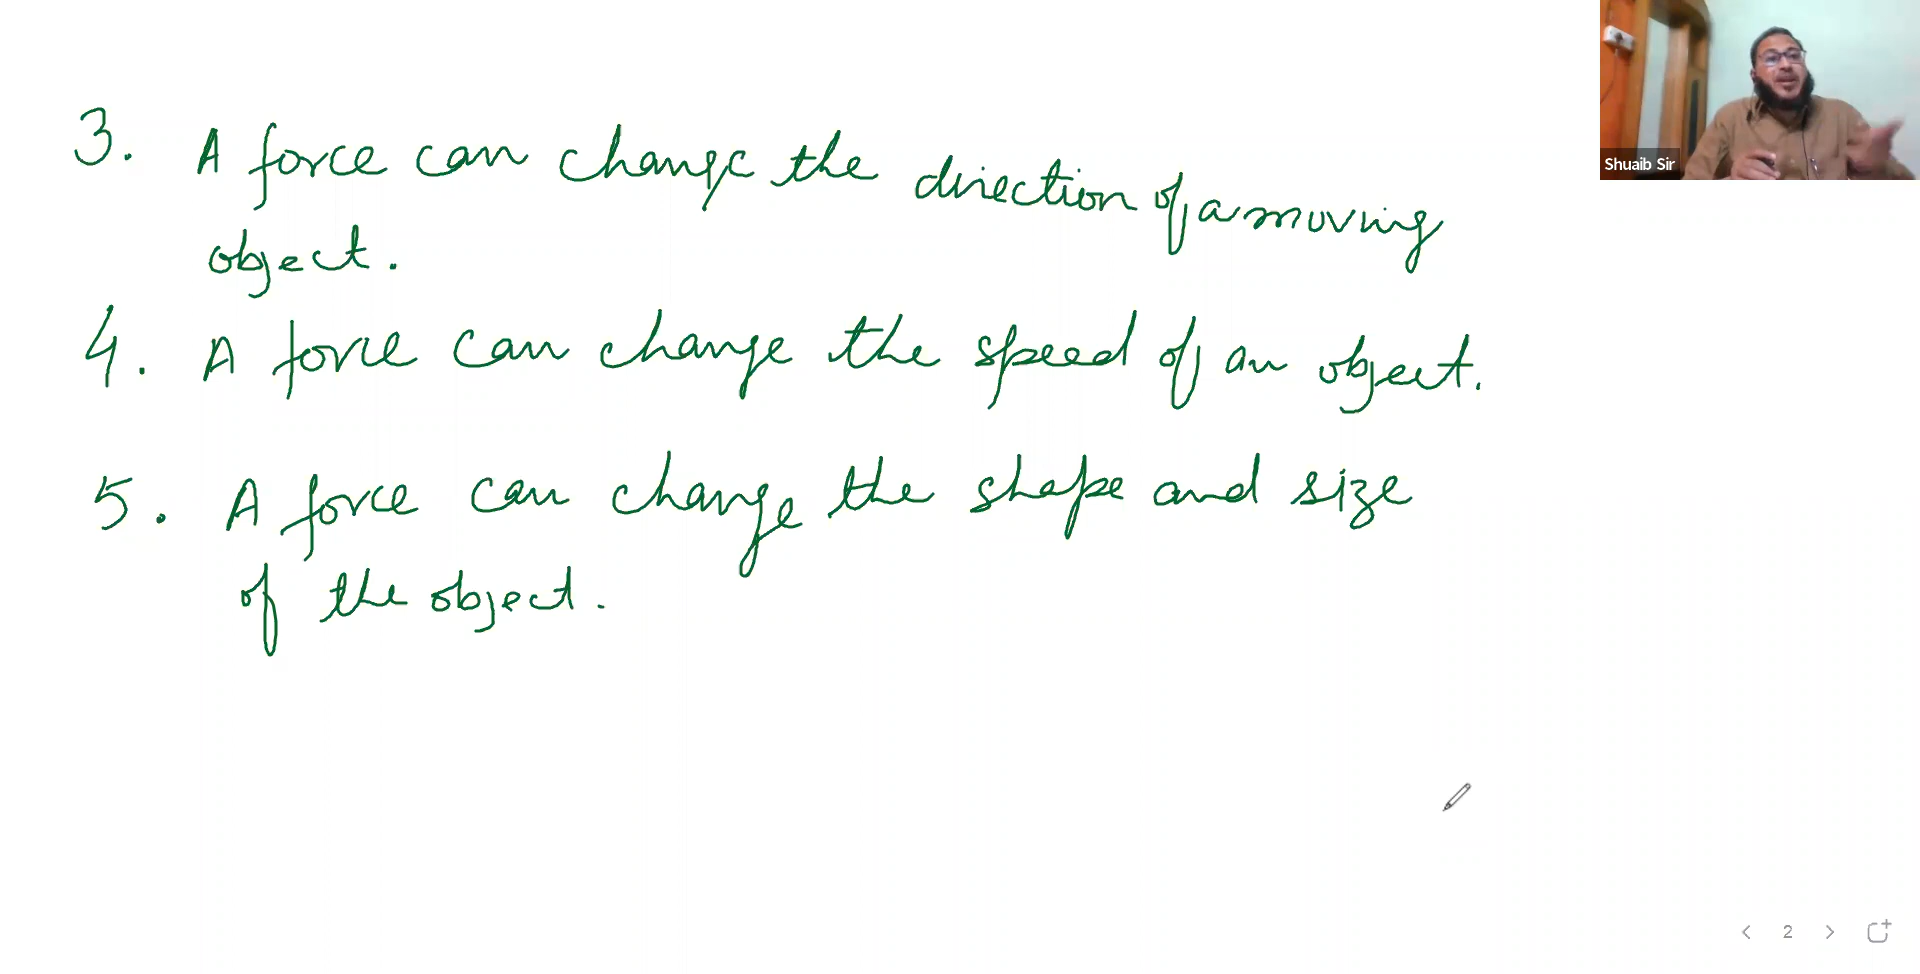 3. A force can change the direction of a moving
object.
4. A force can change the speed of an object.
5. A force can change the shape and size
of the object.
Shuaib Sir
2